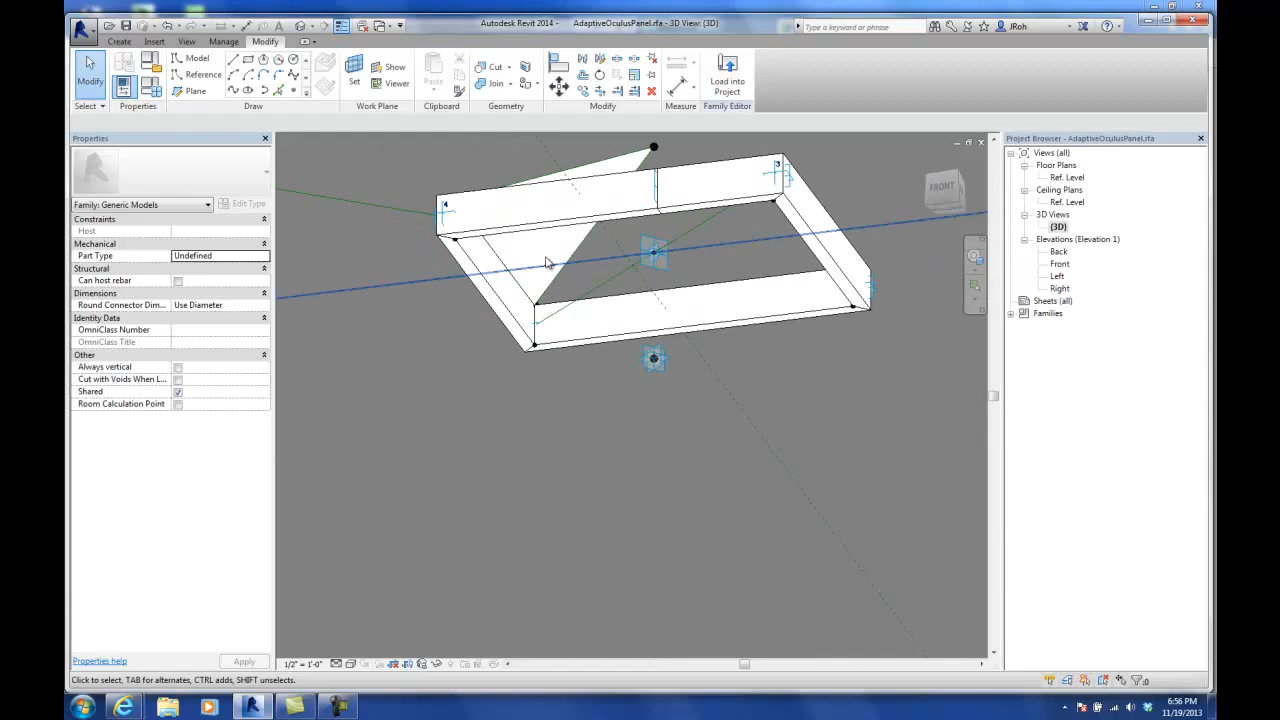 Autodesk Revit 2014 - AdaptiveOculusPanel.rfa - 3D View: {3D}
Type a keyword or phrase
JRoh
Create Insert View Manage Modify
Modify
Model
Reference
Plane
Set
Show
Viewer
Paste
Cut
Join
Load into
Project
Select
Properties
Draw
Work Plane
Clipboard
Geometry
Modify
Measure
Family Editor
Properties
Family: Generic Models
Edit Type
Constraints
Host
Mechanical
Part Type Undefined
Structural
Can host rebar
Dimensions
Round Connector Dim... Use Diameter
Identity Data
OmniClass Number
OmniClass Title
Other
Always vertical
Cut with Voids When L...
Shared
Room Calculation Point
Properties help
Apply
3
4
FRONT
Project Browser - AdaptiveOculusPanel.rfa
Views (all)
Floor Plans
Ref. Level
Ceiling Plans
Ref. Level
3D Views
{3D}
Elevations (Elevation 1)
Back
Front
Left
Right
Sheets (all)
Families
1/2" = 1'-0"
Click to select, TAB for alternates, CTRL adds, SHIFT unselects.
:0
6:56 PM
11/19/2013